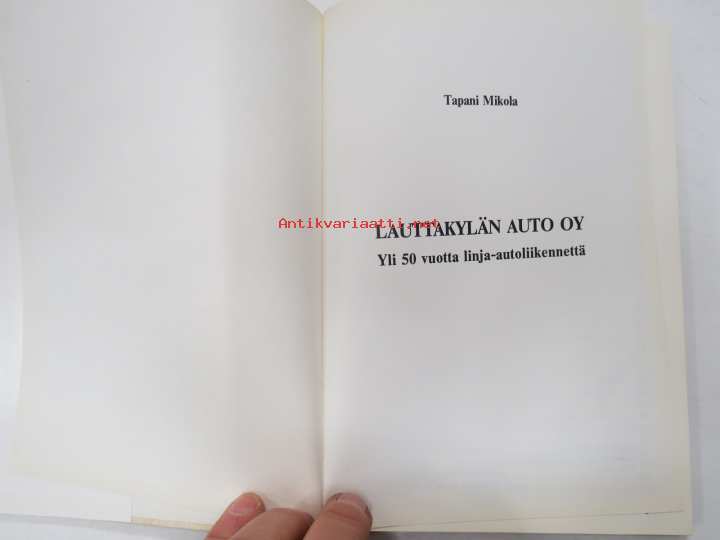 Tapani Mikola
Antikvariaatti.net
LAUTTAKYLÄN AUTO OY
Yli 50 vuotta linja-autoliikennettä